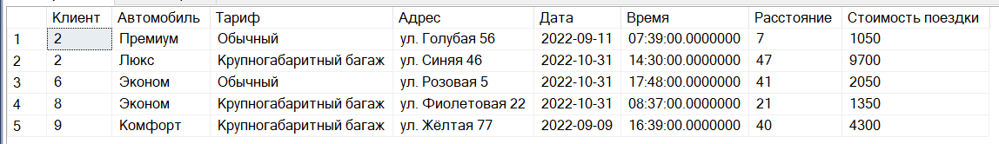 Клиент Автомобиль Тариф Адрес Дата Время Расстояние Стоимость поездки
1 2 Премиум Обычный ул. Голубая 56 2022-09-11 07:39:00.0000000 7 1050
2 2 Люкс Крупногабаритный багаж ул. Синяя 46 2022-10-31 14:30:00.0000000 47 9700
3 6 Эконом Обычный ул. Розовая 5 2022-10-31 17:48:00.0000000 41 2050
4 8 Эконом Крупногабаритный багаж ул. Фиолетовая 22 2022-10-31 08:37:00.0000000 21 1350
5 9 Комфорт Крупногабаритный багаж ул. Жёлтая 77 2022-09-09 16:39:00.0000000 40 4300